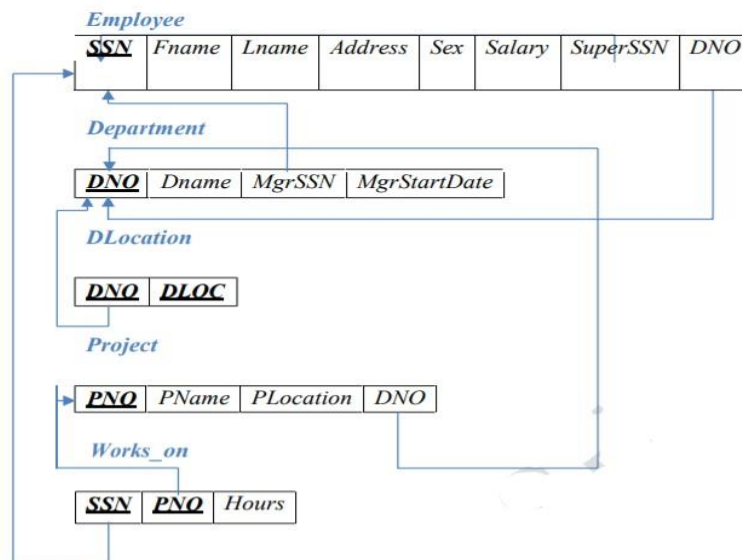 Employee
SSN Fname Lname Address Sex Salary SuperSSN DNO
Department
DNO Dname MgrSSN MgrStartDate
DLocation
DNO DLOC
Project
PNO PName PLocation DNO
Works_on
SSN PNO Hours